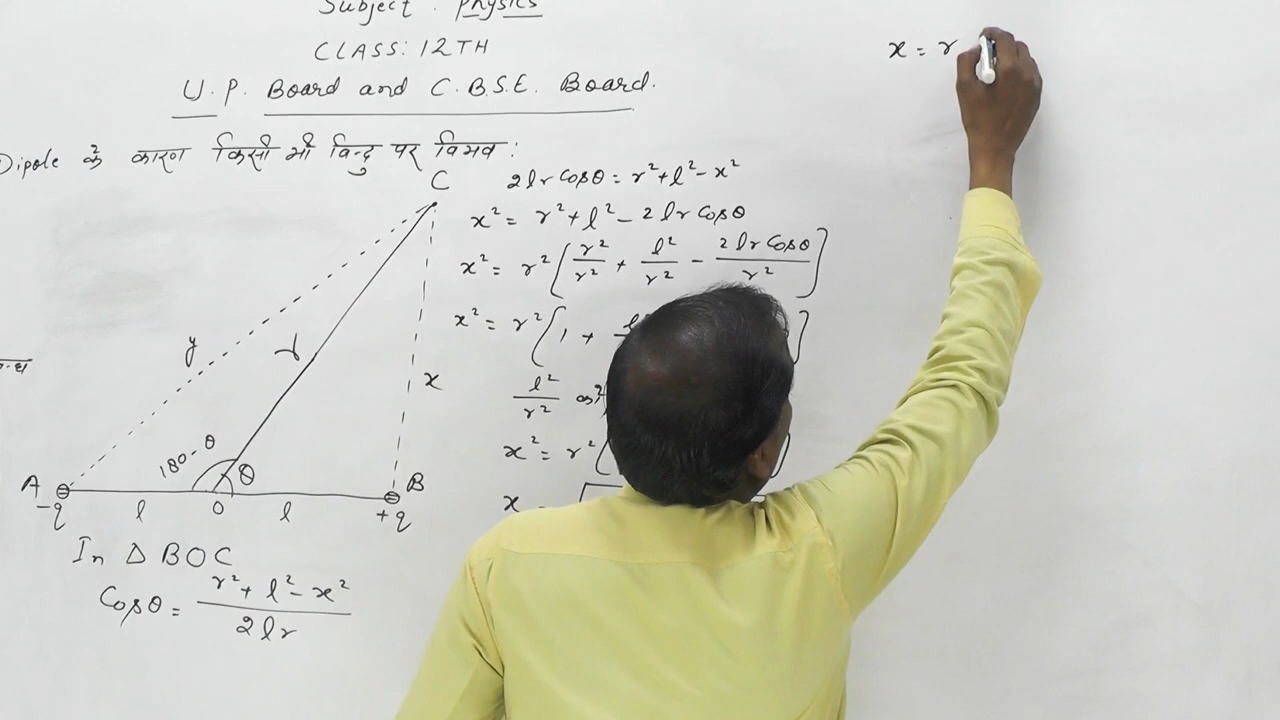 Subject : Physics
CLASS: 12TH
U.P. Board and C.B.S.E. Board.
Dipole के कारण किसी भी विन्दु पर विभव :
C
y
r
x
180-θ
θ
A
B
-q
l
O
l
+q
In Δ BOC
Cosθ = r²+ l²- x²
2lr
2lr Cosθ = r²+l²-x²
x² = r²+l²-2lr Cosθ
x² = r² ( r²/r² + l²/r² - 2lr Cosθ/r² )
x² = r² ( 1 +
l²/r²
x² = r² (
x =
x = r